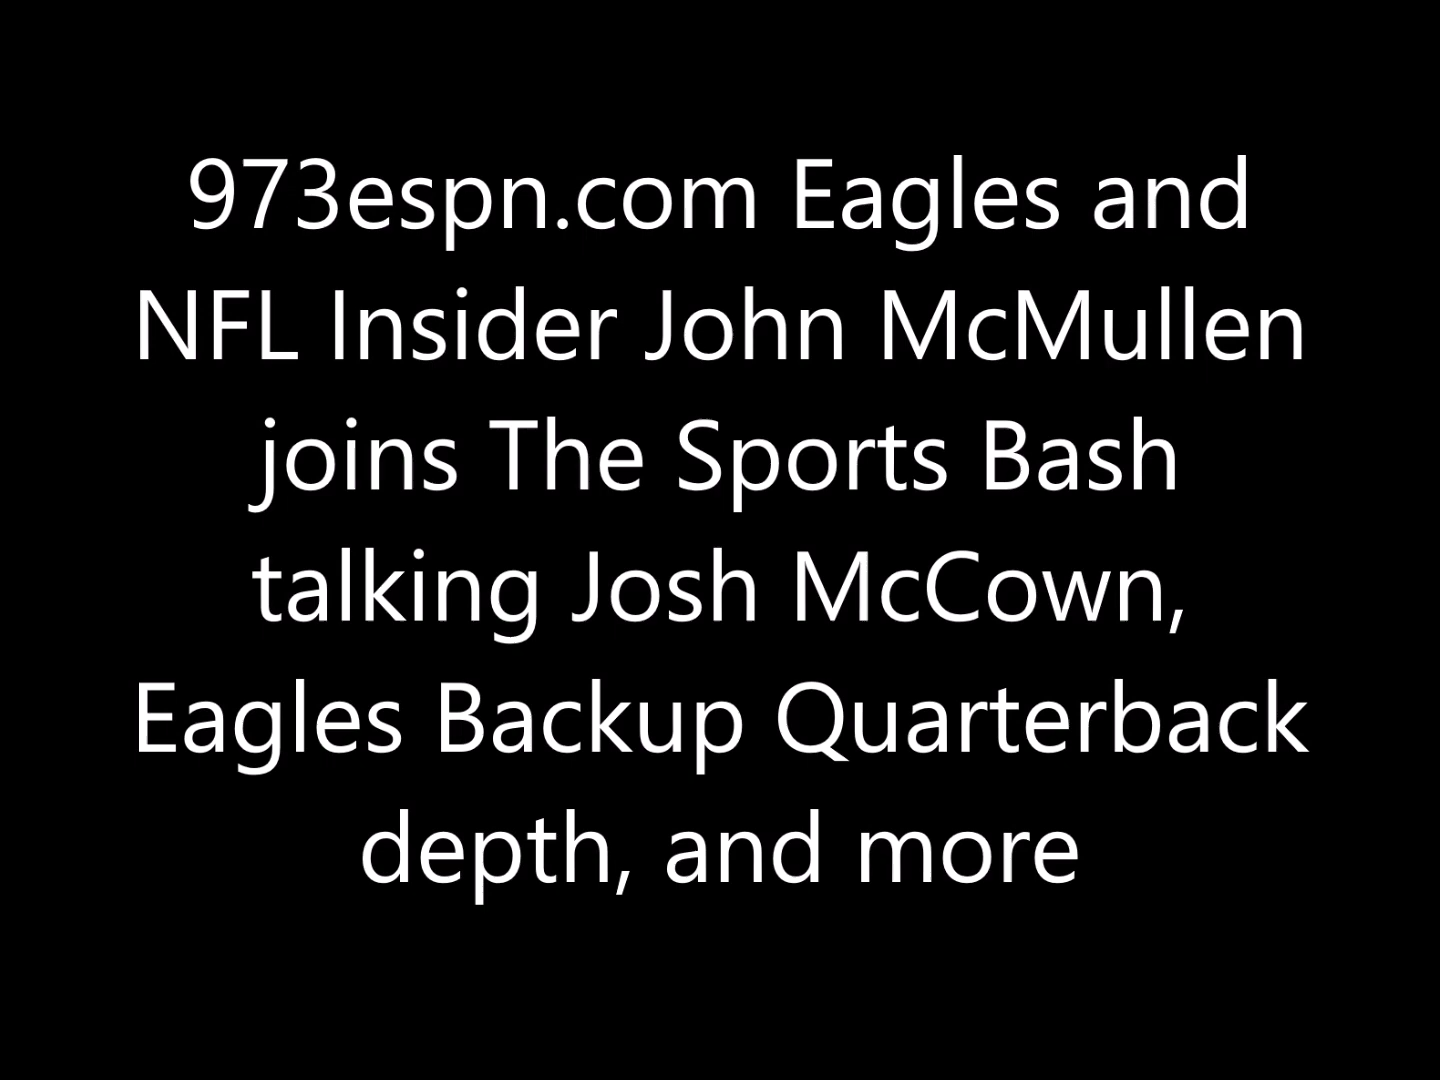 973espn.com Eagles and
NFL Insider John McMullen
joins The Sports Bash
talking Josh McCown,
Eagles Backup Quarterback
depth, and more